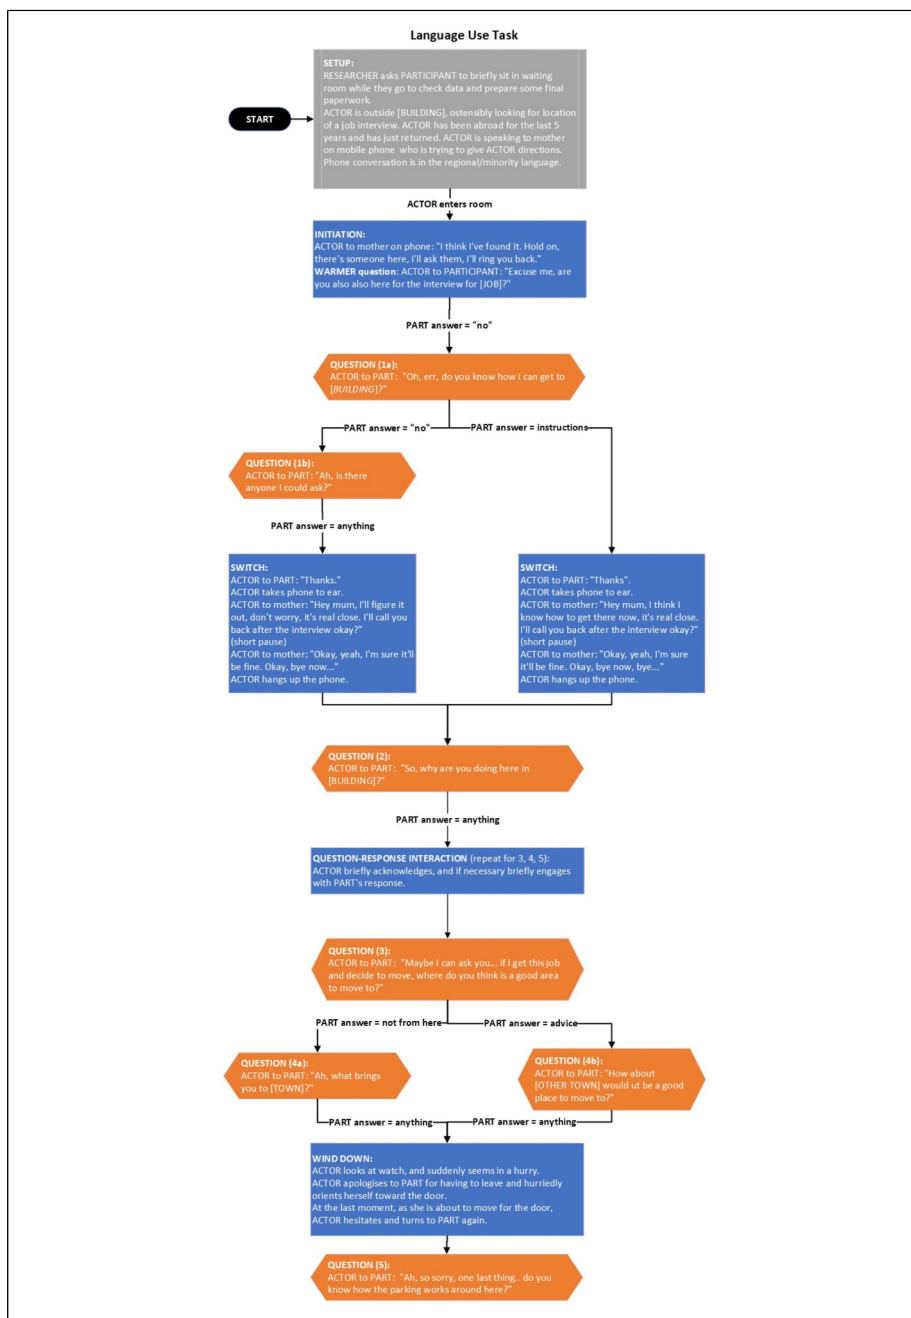 Language Use Task
SETUP:
RESEARCHER asks PARTICIPANT to briefly sit in waiting
room while they go to check data and prepare some final
paperwork.
ACTOR is outside [BUILDING], ostensibly looking for location
of a job interview. ACTOR has been abroad for the last 5
years and has just returned. ACTOR is speaking to mother
on mobile phone who is trying to give ACTOR directions.
Phone conversation is in the regional/minority language.
START
ACTOR enters room
INITIATION:
ACTOR to mother on phone: "I think I've found it. Hold on,
there's someone here, I'll ask them, I'll ring you back."
WARMER question: ACTOR to PARTICIPANT: "Excuse me, are
you also also here for the interview for [JOB]?"
PART answer = "no"
QUESTION (1a):
ACTOR to PART: "Oh, err, do you know how I can get to
[BUILDING]?"
PART answer = "no"
PART answer = instructions
QUESTION (1b):
ACTOR to PART: "Ah, is there
anyone I could ask?"
PART answer = anything
SWITCH:
ACTOR to PART: "Thanks."
ACTOR takes phone to ear.
ACTOR to mother: "Hey mum, I'll figure it
out, don't worry, it's real close. I'll call you
back after the interview okay?"
(short pause)
ACTOR to mother: "Okay, yeah, I'm sure it'll
be fine. Okay, bye now..."
ACTOR hangs up the phone.
SWITCH:
ACTOR to PART: "Thanks".
ACTOR takes phone to ear.
ACTOR to mother: "Hey mum, I think I
know how to get there now, It's real close.
I'll call you back after the interview okay?"
(short pause)
ACTOR to mother: "Okay, yeah, I'm sure
it'll be fine. Okay, bye now, bye..."
ACTOR hangs up the phone.
QUESTION (2):
ACTOR to PART: "So, why are you doing here in
[BUILDING]?"
PART answer = anything
QUESTION-RESPONSE INTERACTION (repeat for 3, 4, 5):
ACTOR briefly acknowledges, and if necessary briefly engages
with PART's response.
QUESTION (3):
ACTOR to PART: "Maybe I can ask you... if I get this job
and decide to move, where do you think is a good area
to move to?"
PART answer = not from here
PART answer = advice
QUESTION (4a):
ACTOR to PART: "Ah, what brings
you to [TOWN]?"
QUESTION (4b):
ACTOR to PART: "How about
[OTHER TOWN] would ut be a good
place to move to?"
PART answer = anything
PART answer = anything
WIND DOWN:
ACTOR looks at watch, and suddenly seems in a hurry.
ACTOR apologises to PART for having to leave and hurriedly
orients herself toward the door.
At the last moment, as she is about to move for the door,
ACTOR hesitates and turns to PART again.
QUESTION (5):
ACTOR to PART: "Ah, so sorry, one last thing.. do you
know how the parking works around here?"